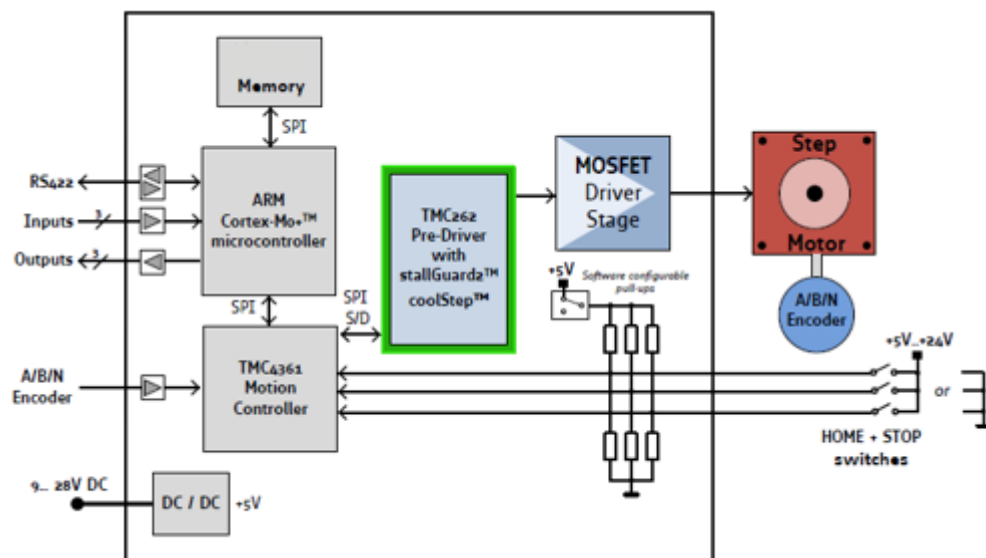 Memory
SPI
RS422
Inputs
3
Outputs
3
ARM
Cortex-M0+™
microcontroller
SPI
SPI
S/D
TMC262
Pre-Driver
with
stallGuard2™
coolStep™
MOSFET
Driver
Stage
Step
Motor
A/B/N
Encoder
+5V
Software configurable
pull-ups
A/B/N
Encoder
TMC4361
Motion
Controller
+5V..+24V
or
HOME + STOP
switches
9... 28V DC
DC / DC
+5V